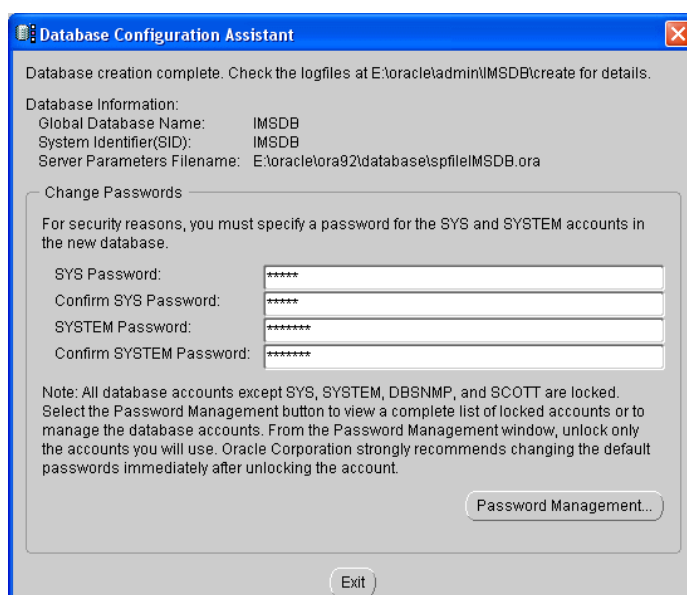 Database Configuration Assistant
Database creation complete. Check the logfiles at E:\oracle\admin\IMSDB\create for details.
Database Information:
Global Database Name: IMSDB
System Identifier(SID): IMSDB
Server Parameters Filename: E:\oracle\ora92\database\spfileIMSDB.ora
Change Passwords
For security reasons, you must specify a password for the SYS and SYSTEM accounts in
the new database.
SYS Password: *****
Confirm SYS Password: *****
SYSTEM Password: *******
Confirm SYSTEM Password: *******
Note: All database accounts except SYS, SYSTEM, DBSNMP, and SCOTT are locked.
Select the Password Management button to view a complete list of locked accounts or to
manage the database accounts. From the Password Management window, unlock only
the accounts you will use. Oracle Corporation strongly recommends changing the default
passwords immediately after unlocking the account.
Password Management...
Exit